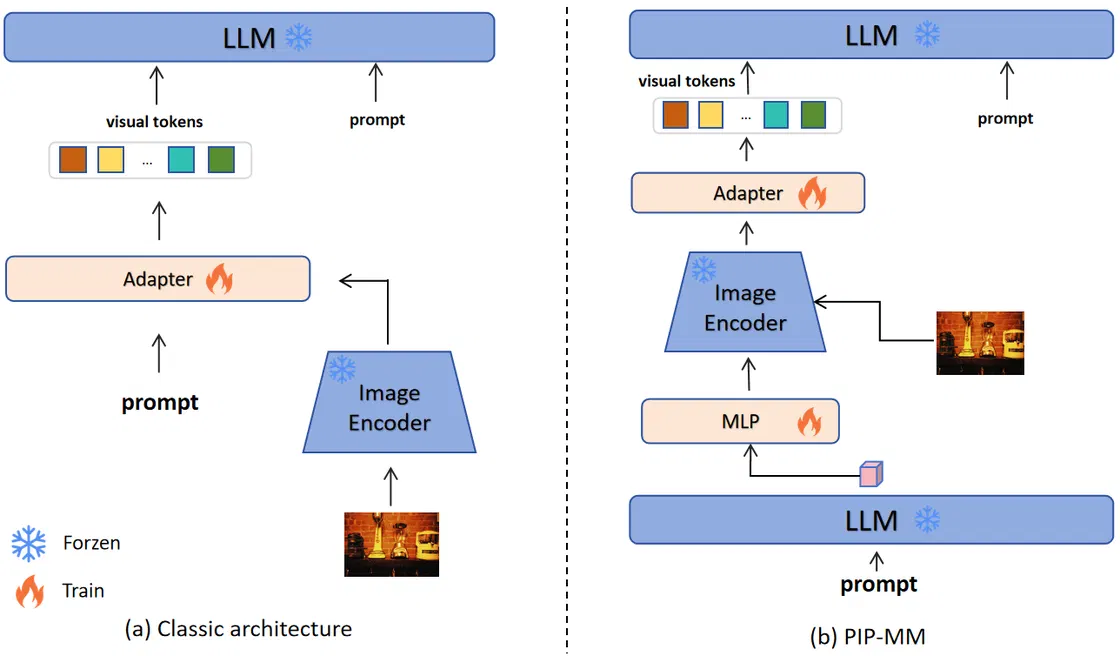 LLM
visual tokens
prompt
...
Adapter
prompt
Image
Encoder
Forzen
Train
(a) Classic architecture
LLM
visual tokens
prompt
...
Adapter
Image
Encoder
MLP
LLM
prompt
(b) PIP-MM